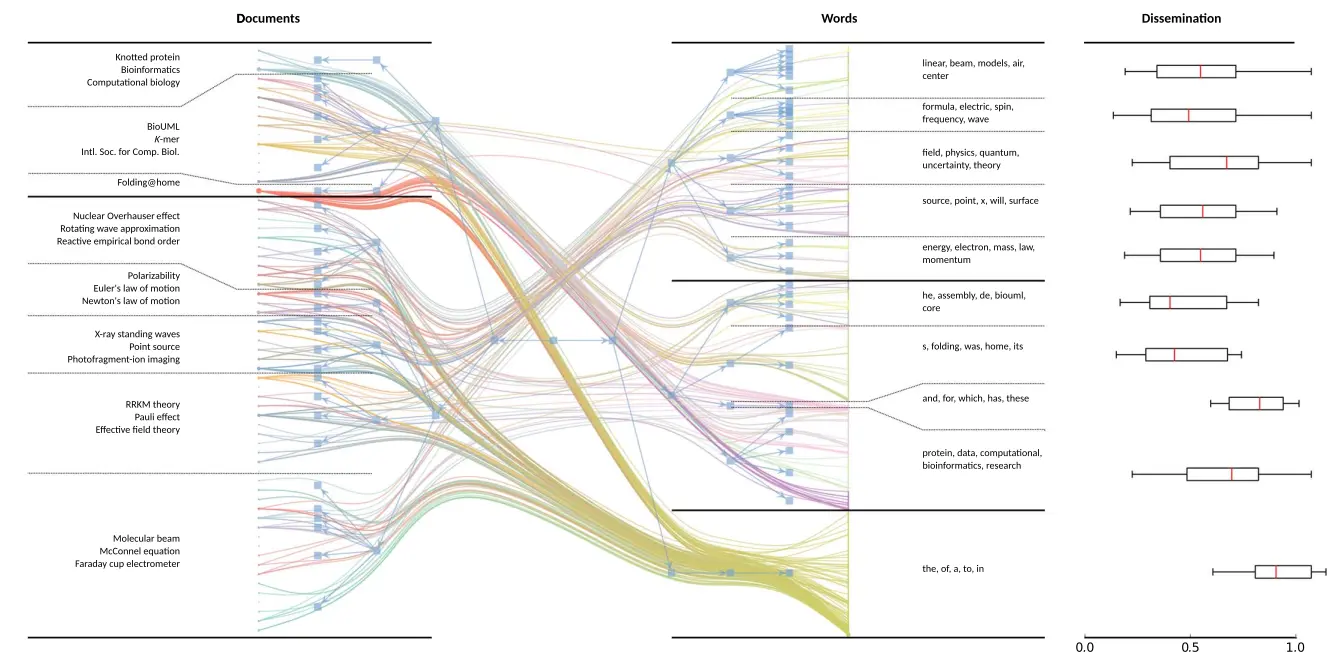 Documents
Words
Dissemination
Knotted protein
Bioinformatics
Computational biology
BioUML
K-mer
Intl. Soc. for Comp. Biol.
Folding@home
Nuclear Overhauser effect
Rotating wave approximation
Reactive empirical bond order
Polarizability
Euler's law of motion
Newton's law of motion
X-ray standing waves
Point source
Photofragment-ion imaging
RRKM theory
Pauli effect
Effective field theory
Molecular beam
McConnel equation
Faraday cup electrometer
linear, beam, models, air,
center
formula, electric, spin,
frequency, wave
field, physics, quantum,
uncertainty, theory
source, point, x, will, surface
energy, electron, mass, law,
momentum
he, assembly, de, biouml,
core
s, folding, was, home, its
and, for, which, has, these
protein, data, computational,
bioinformatics, research
the, of, a, to, in
0.0 0.5 1.0